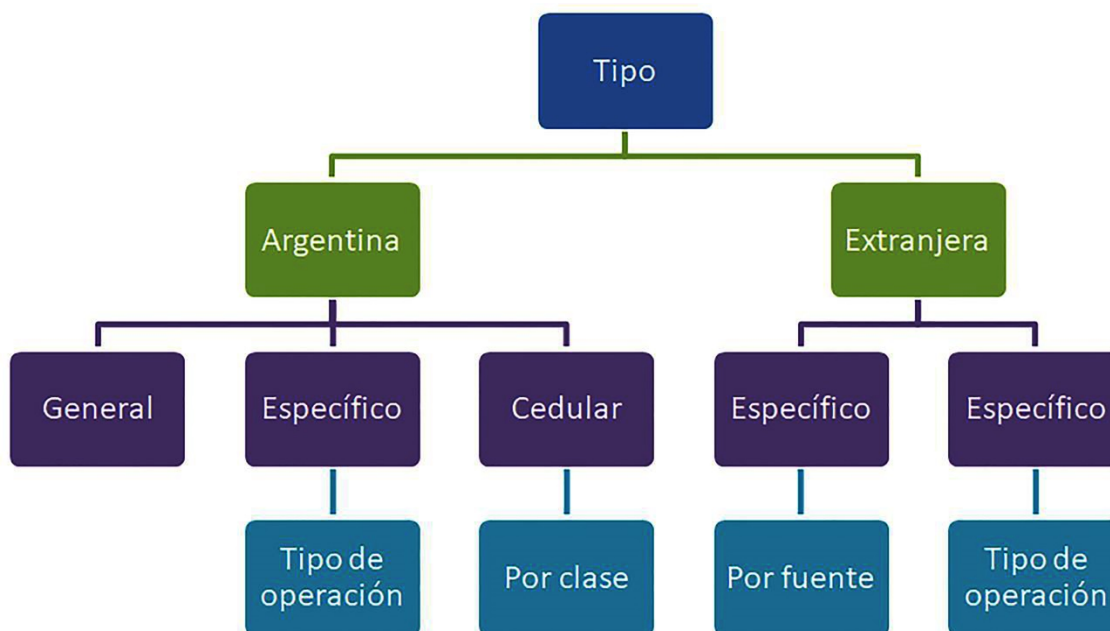 Tipo
Argentina
Extranjera
General
Específico
Cedular
Específico
Específico
Tipo de
operación
Por clase
Por fuente
Tipo de
operación